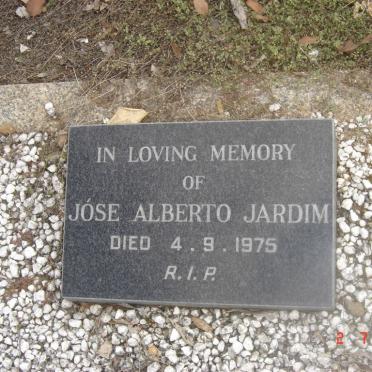 IN LOVING MEMORY
OF
JÓSE ALBERTO JARDIM
DIED 4.9.1975
R.I.P.